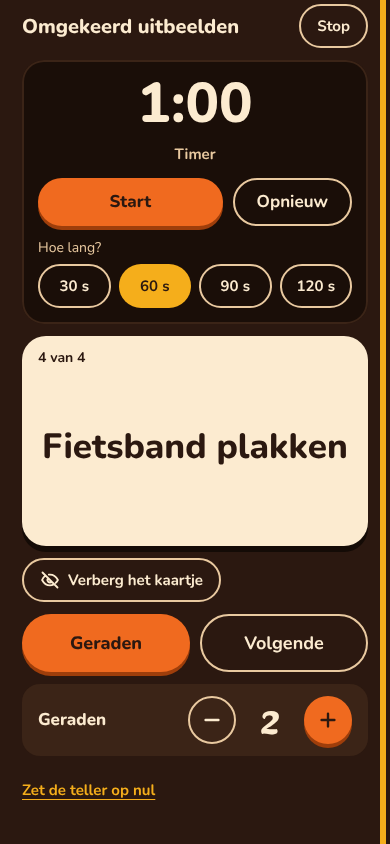 Omgekeerd uitbeelden
Stop
1:00
Timer
Start
Opnieuw
Hoe lang?
30 s
60 s
90 s
120 s
4 van 4
Fietsband plakken
Verberg het kaartje
Geraden
Volgende
Geraden
2
Zet de teller op nul